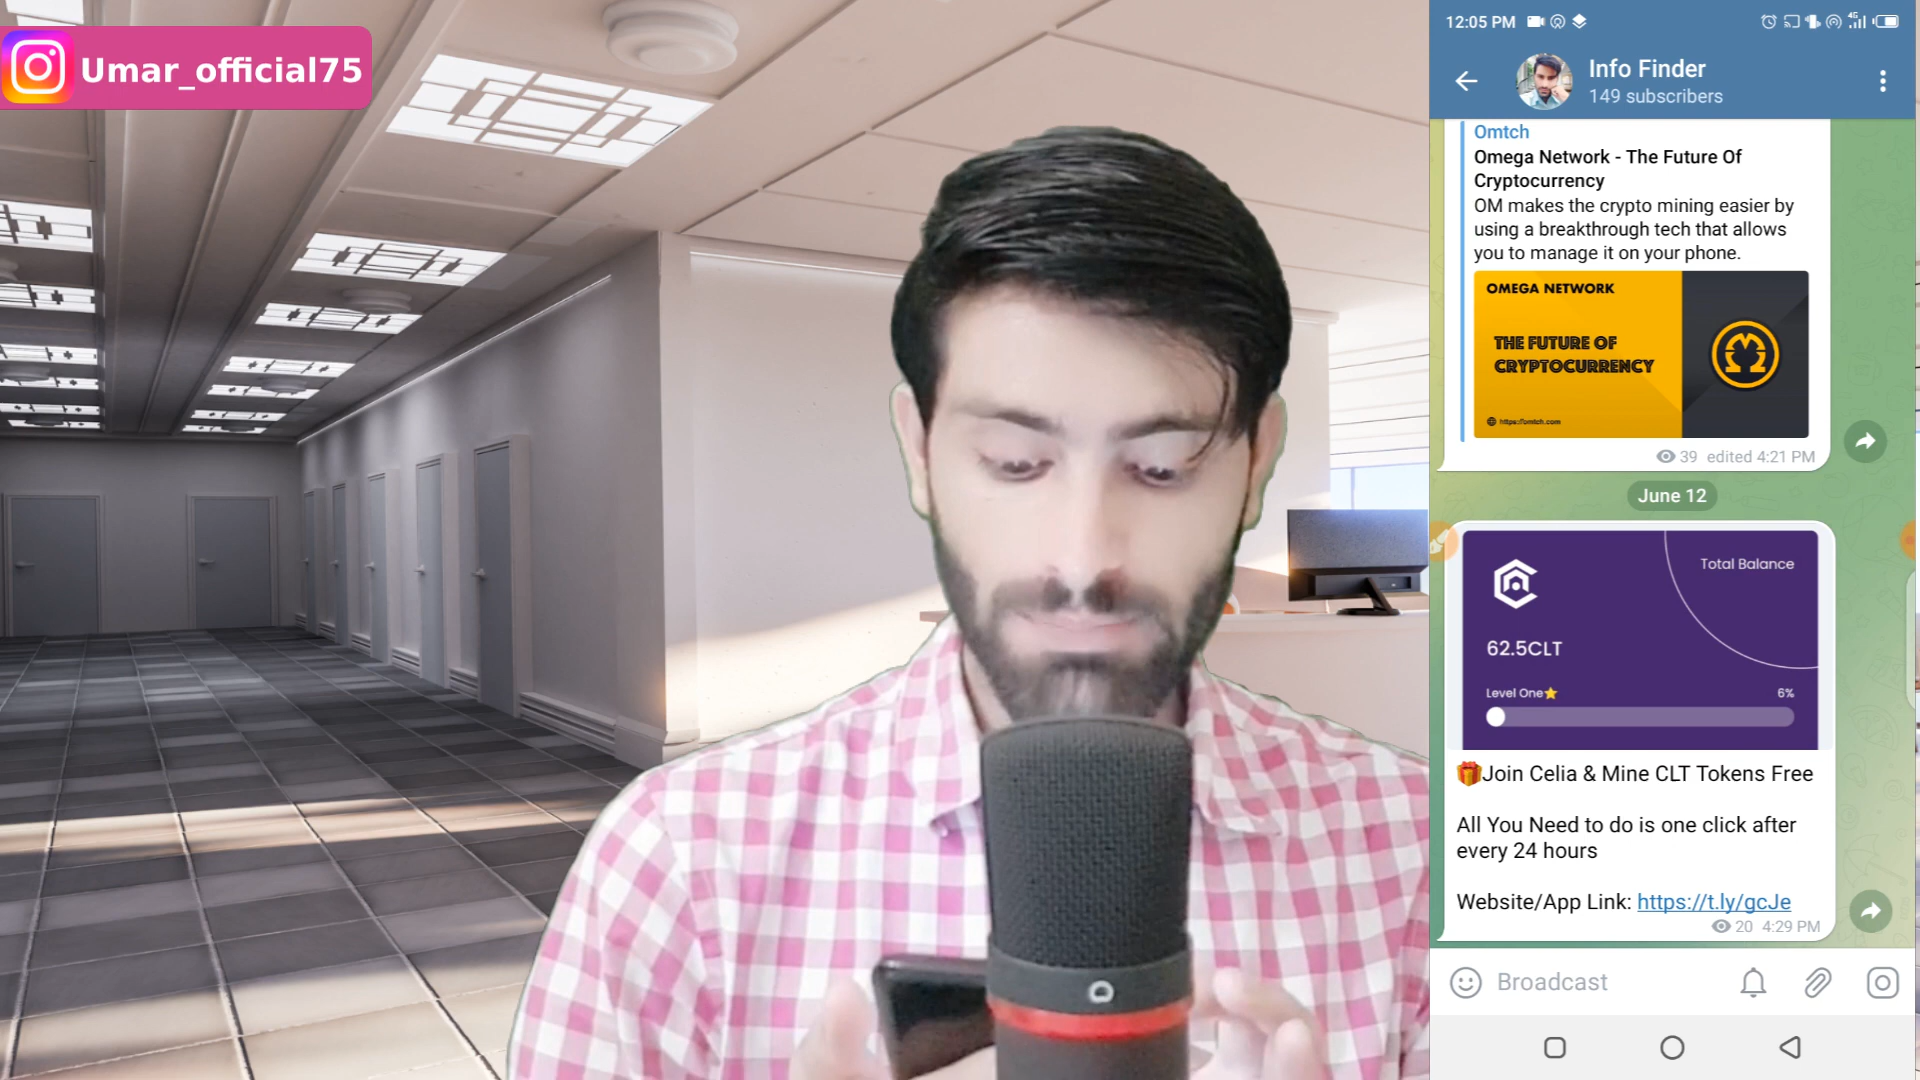 Umar_official75
12:05 PM
4G
Info Finder
149 subscribers
Omtch
Omega Network - The Future Of
Cryptocurrency
OM makes the crypto mining easier by
using a breakthrough tech that allows
you to manage it on your phone.
OMEGA NETWORK
THE FUTURE OF
CRYPTOCURRENCY
https://omtch.com
39 edited 4:21 PM
June 12
Total Balance
62.5CLT
Level One⭐
6%
🎁Join Celia & Mine CLT Tokens Free
All You Need to do is one click after
every 24 hours
Website/App Link: https://t.ly/gcJe
20 4:29 PM
Broadcast